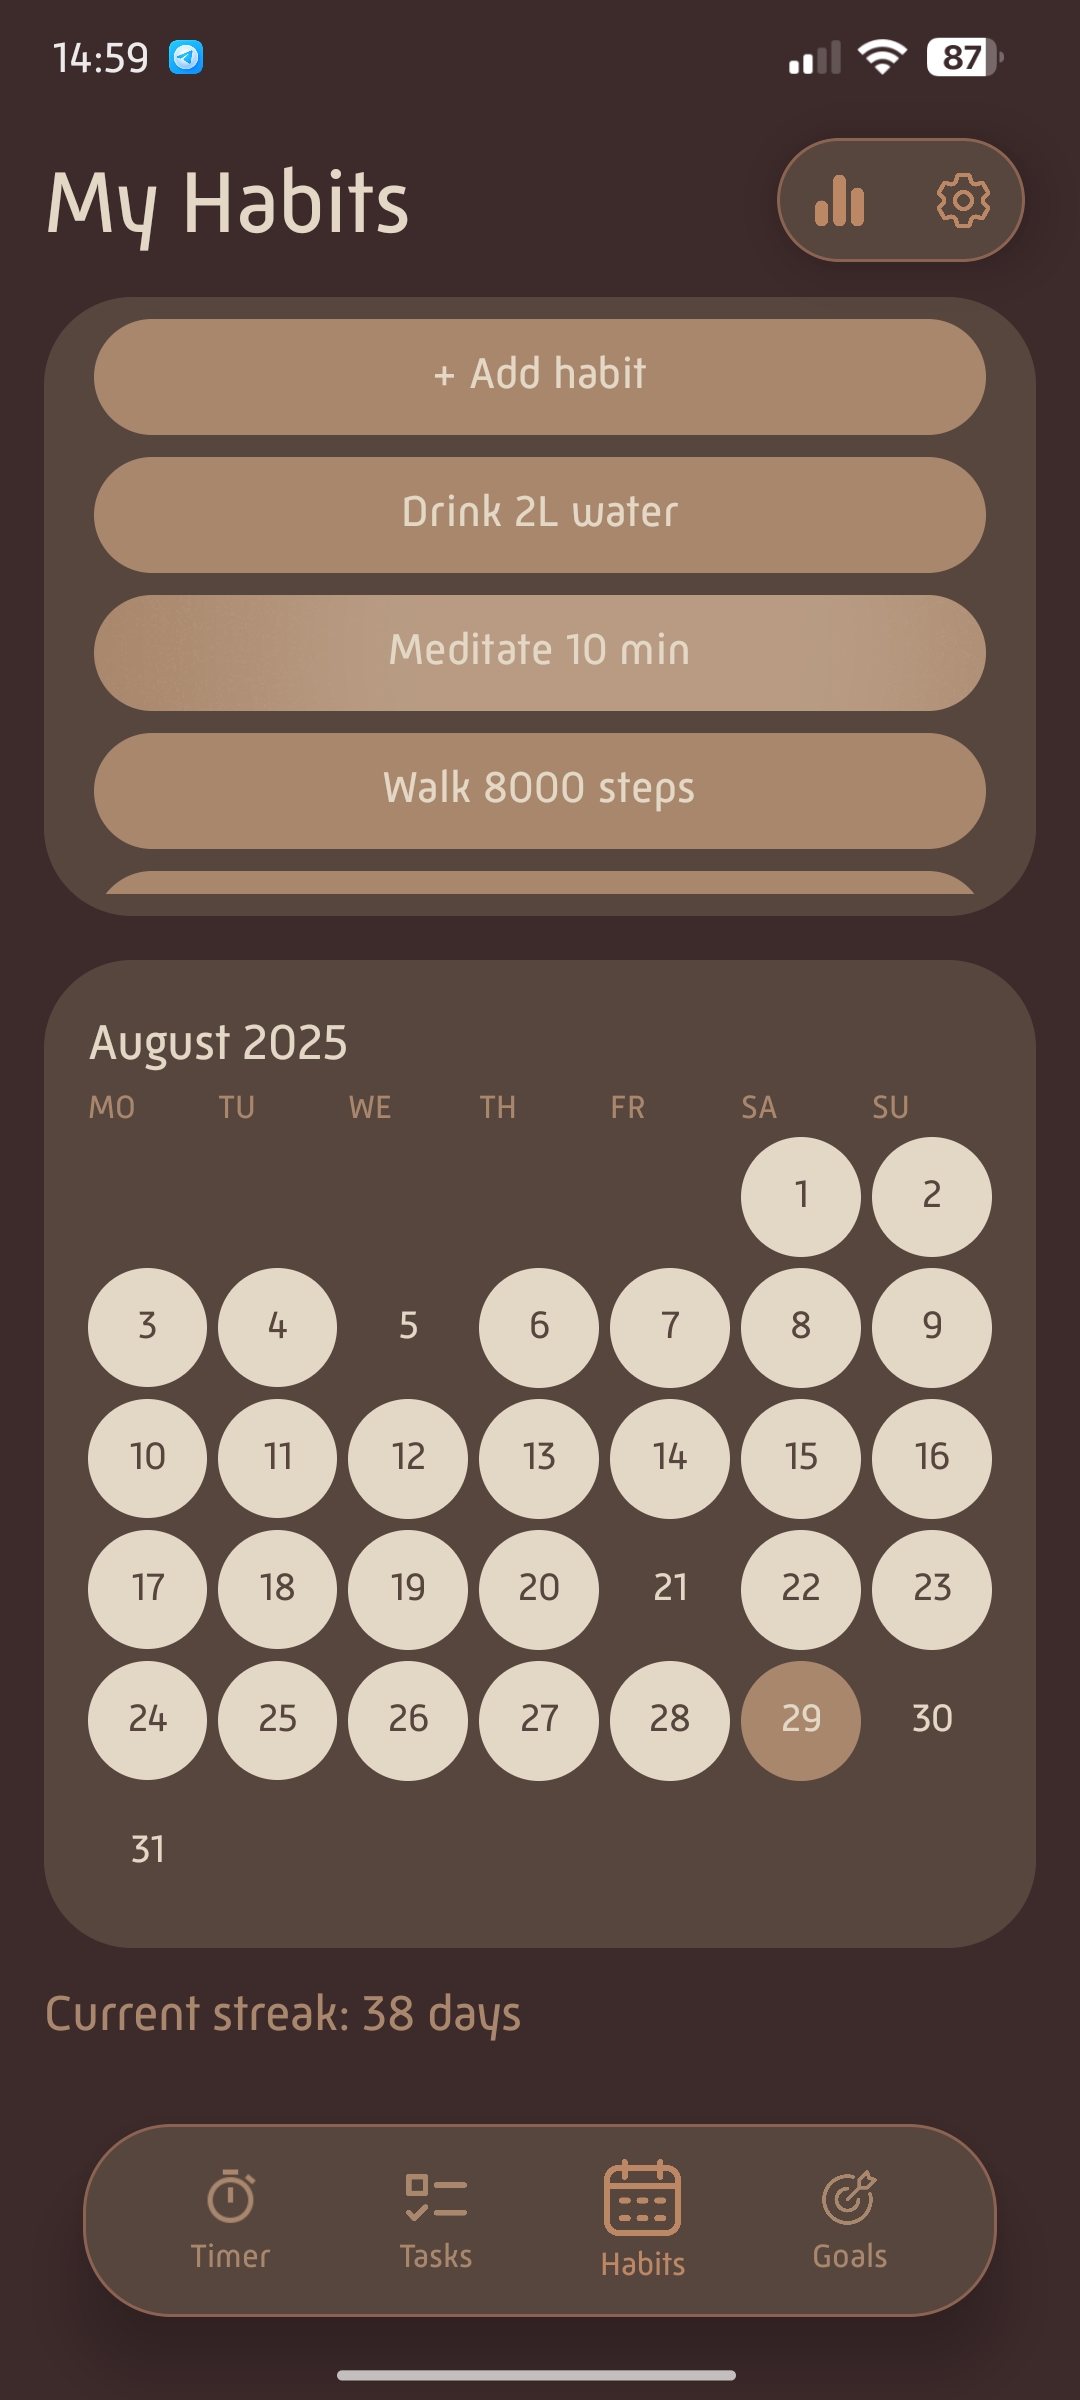 14:59 87
My Habits
+ Add habit
Drink 2L water
Meditate 10 min
Walk 8000 steps
August 2025
MO TU WE TH FR SA SU
1 2
3 4 5 6 7 8 9
10 11 12 13 14 15 16
17 18 19 20 21 22 23
24 25 26 27 28 29 30
31
Current streak: 38 days
Timer Tasks Habits Goals